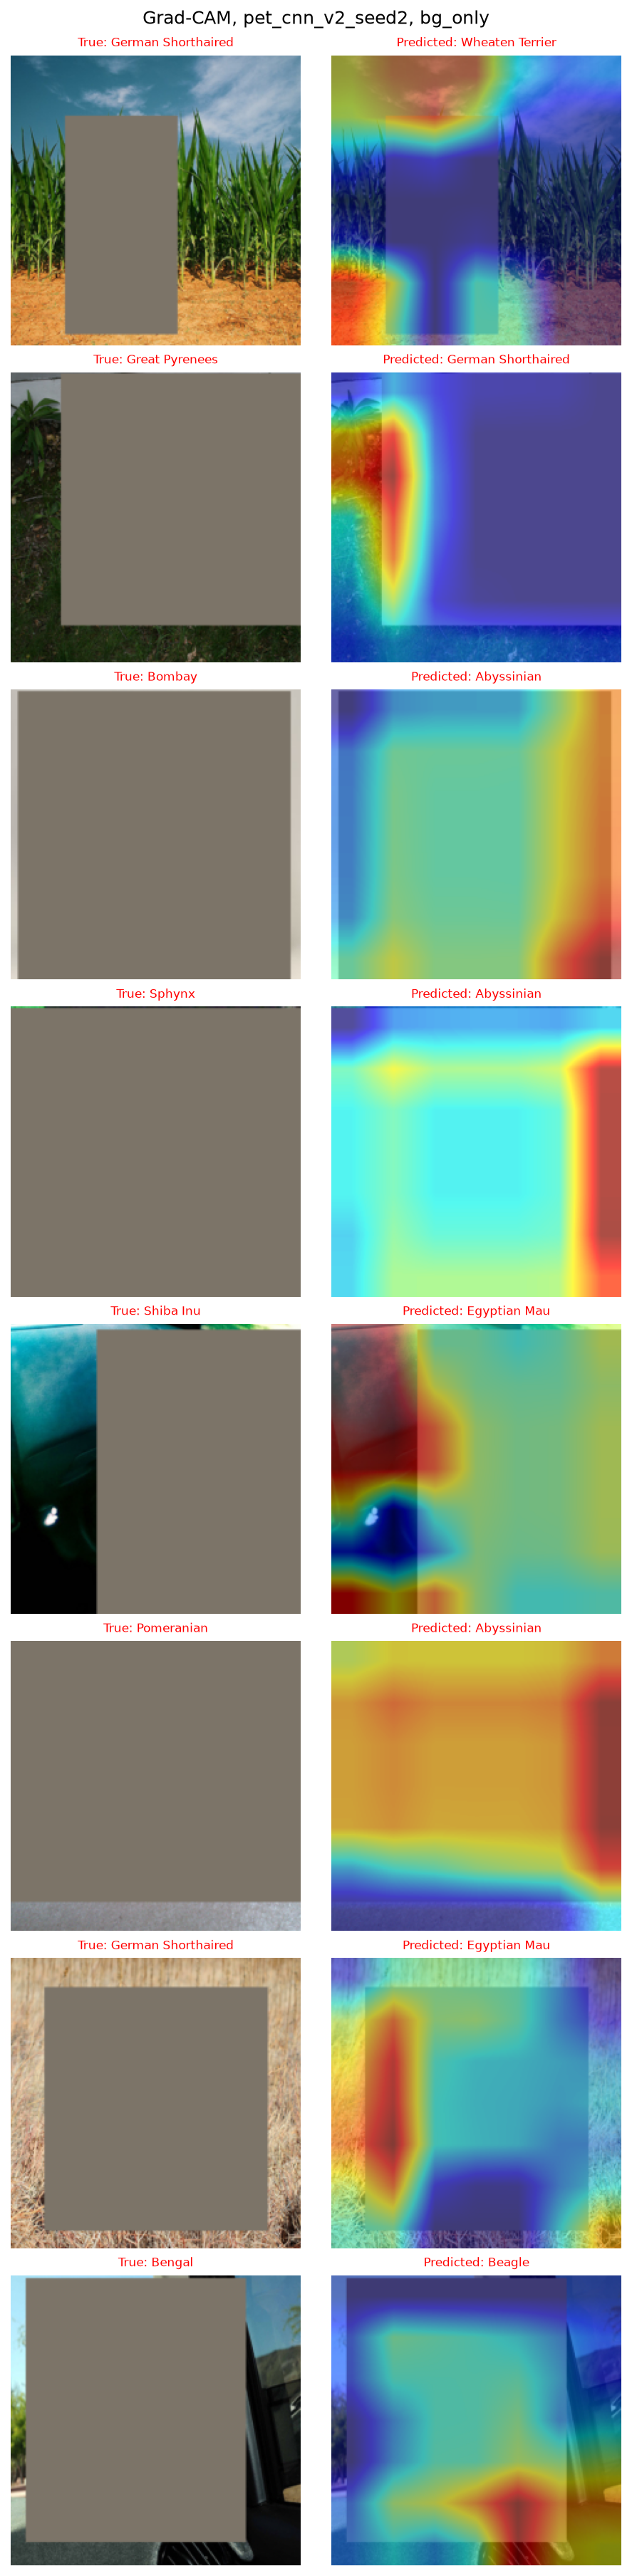 Grad-CAM, pet_cnn_v2_seed2, bg_only
True: German Shorthaired
Predicted: Wheaten Terrier
True: Great Pyrenees
Predicted: German Shorthaired
True: Bombay
Predicted: Abyssinian
True: Sphynx
Predicted: Abyssinian
True: Shiba Inu
Predicted: Egyptian Mau
True: Pomeranian
Predicted: Abyssinian
True: German Shorthaired
Predicted: Egyptian Mau
True: Bengal
Predicted: Beagle